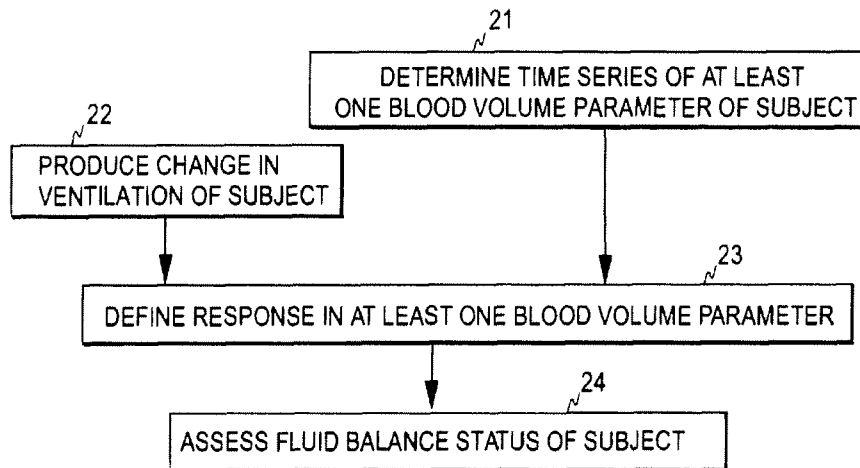 21
DETERMINE TIME SERIES OF AT LEAST
ONE BLOOD VOLUME PARAMETER OF SUBJECT
22
PRODUCE CHANGE IN
VENTILATION OF SUBJECT
23
DEFINE RESPONSE IN AT LEAST ONE BLOOD VOLUME PARAMETER
24
ASSESS FLUID BALANCE STATUS OF SUBJECT